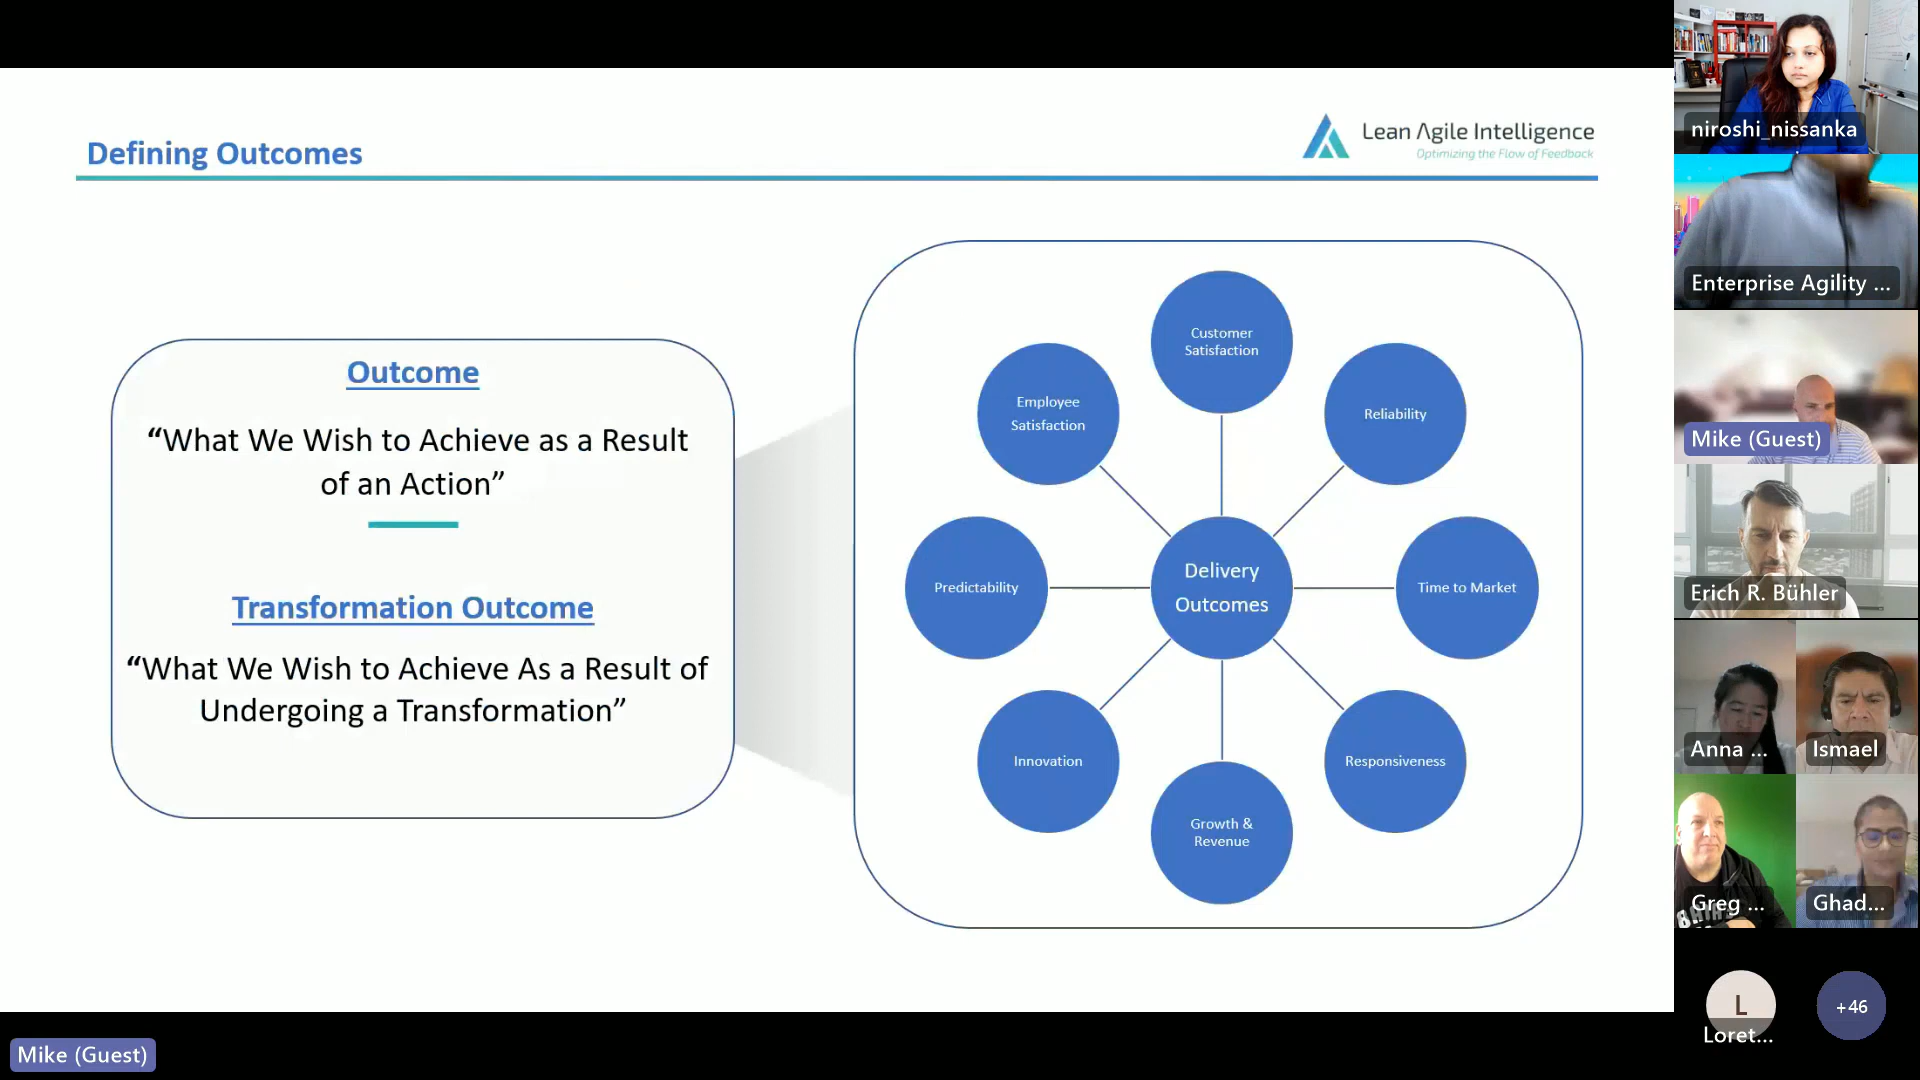 Defining Outcomes
Lean Agile Intelligence
Optimizing the Flow of Feedback
Outcome
“What We Wish to Achieve as a Result
of an Action”
Transformation Outcome
“What We Wish to Achieve As a Result of
Undergoing a Transformation”
Customer
Satisfaction
Employee
Satisfaction
Reliability
Predictability
Delivery
Outcomes
Time to Market
Innovation
Responsiveness
Growth &
Revenue
niroshi_nissanka
Enterprise Agility ...
Mike (Guest)
Erich R. Bühler
Anna ...
Ismael
Greg ...
Ghad...
L
Loret...
+46
Mike (Guest)